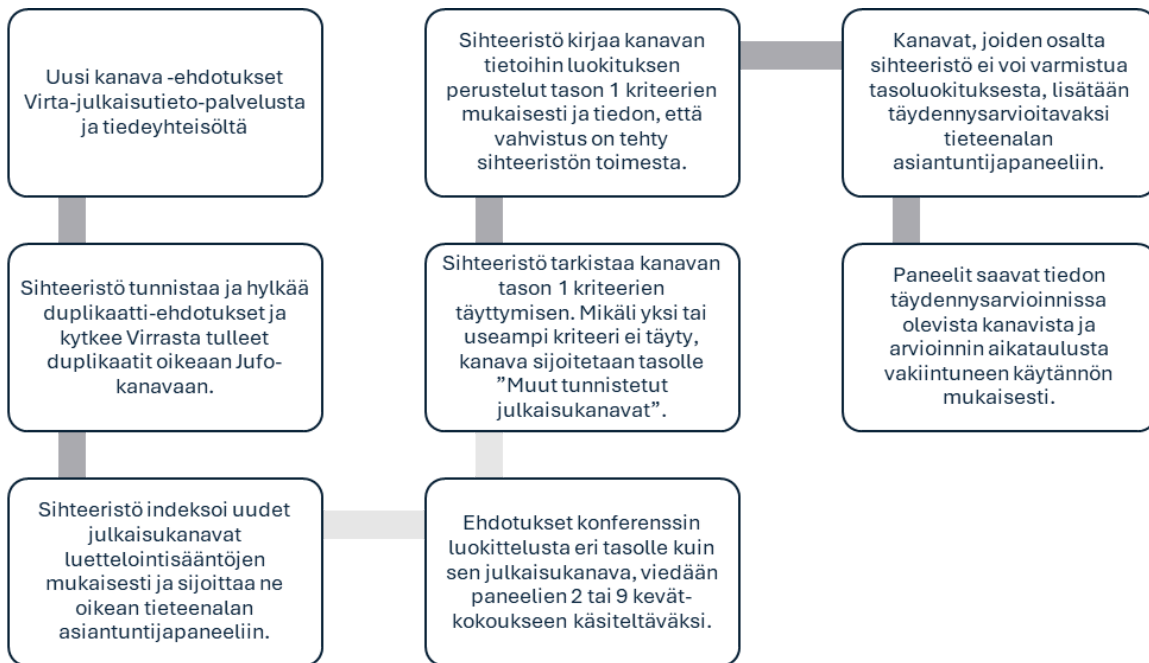 Uusi kanava -ehdotukset
Virta-julkaisutieto-palvelusta
ja tiedeyhteisöltä
Sihteeristö tunnistaa ja hylkää
duplikaatti-ehdotukset ja
kytkee Virrasta tulleet
duplikaatit oikeaan Jufo-
kanavaan.
Sihteeristö indeksoi uudet
julkaisukanavat
luettelointisääntöjen
mukaisesti ja sijoittaa ne
oikean tieteenalan
asiantuntijapaneeliin.
Ehdotukset konferenssin
luokittelusta eri tasolle kuin
sen julkaisukanava, viedään
paneelien 2 tai 9 kevät-
kokoukseen käsiteltäväksi.
Sihteeristö tarkistaa kanavan
tason 1 kriteerien
täyttymisen. Mikäli yksi tai
useampi kriteeri ei täyty,
kanava sijoitetaan tasolle
”Muut tunnistetut
julkaisukanavat”.
Sihteeristö kirjaa kanavan
tietoihin luokituksen
perustelut tason 1 kriteerien
mukaisesti ja tiedon, että
vahvistus on tehty
sihteeristön toimesta.
Kanavat, joiden osalta
sihteeristö ei voi varmistua
tasoluokituksesta, lisätään
täydennysarvioitavaksi
tieteenalan
asiantuntijapaneeliin.
Paneelit saavat tiedon
täydennysarvioinnissa
olevista kanavista ja
arvioinnin aikataulusta
vakiintuneen käytännön
mukaisesti.